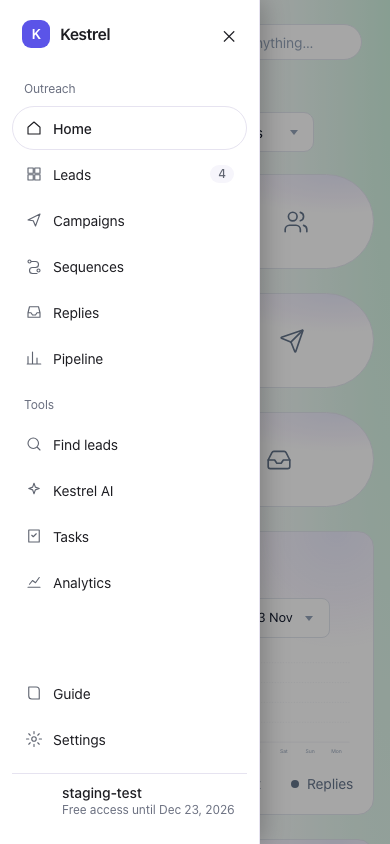 K Kestrel
Outreach
Home
Leads 4
Campaigns
Sequences
Replies
Pipeline
Tools
Find leads
Kestrel AI
Tasks
Analytics
Guide
Settings
staging-test
Free access until Dec 23, 2026
nything...
s
3 Nov
Sat Sun Mon
Replies